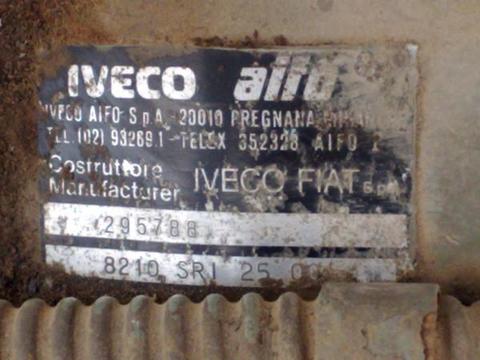 IVECO aifo
IVECO AIFO S.p.A. - 20010 PREGNANA
TEL. (02) 93269.1 - TELEX 352328 AIFO I
Costruttore
Manufacturer IVECO FIAT S.p.A.
295788
8210 SRI 25